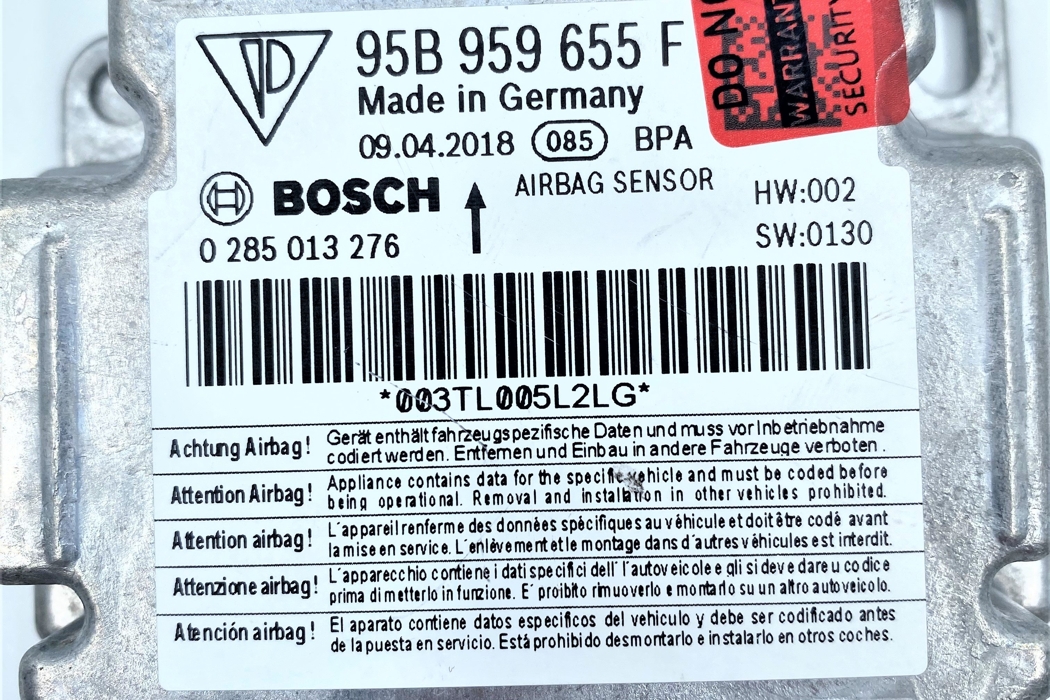 95B 959 655 F
Made in Germany
09.04.2018 085 BPA
BOSCH
AIRBAG SENSOR
HW:002
0 285 013 276
SW:0130
*003TL005L2LG*
Achtung Airbag! Gerät enthält fahrzeugspezifische Daten und muss vor Inbetriebnahme
codiert werden. Entfernen und Einbau in andere Fahrzeuge verboten.
Attention Airbag! Appliance contains data for the specific vehicle and must be coded before
being operational. Removal and installation in other vehicles prohibited.
Attention airbag! L'appareil renferme des données spécifiques au véhicule et doit être codé avant
la mise en service. L'enlèvement et le montage dans d'autres véhicules est interdit.
Attenzione airbag! L'apparecchio contiene i dati specifici dell' l'autoveicolo e gli si deve dare u codice
prima di metterlo in funzione. E' proibito rimuoverlo e montarlo su un altro autoveicolo.
Atención airbag! El aparato contiene datos especificos del vehículo y debe ser codificado antes
de la puesta en servicio. Está prohibido desmontarlo e instalarlo en otros coches.
DO NO
WARRAN
SECURITY